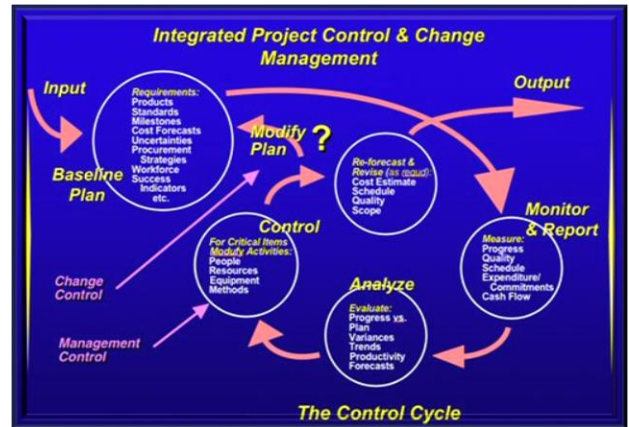 Integrated Project Control & Change
Management
Input
Output
Requirements:
Products
Standards
Milestones
Cost Forecasts
Uncertainties
Procurement
Strategies
Workforce
Success
Indicators
etc.
Baseline
Plan
Modify
Plan
?
Re-forecast &
Revise (as requd):
Cost Estimate
Schedule
Quality
Scope
Monitor
& Report
Measure:
Progress
Quality
Schedule
Expenditure/
Commitments
Cash Flow
Control
For Critical Items
Modufy Activities:
People
Resources
Equipment
Methods
Analyze
Evaluate:
Progress vs.
Plan
Variances
Trends
Productivity
Forecasts
Change
Control
Management
Control
The Control Cycle